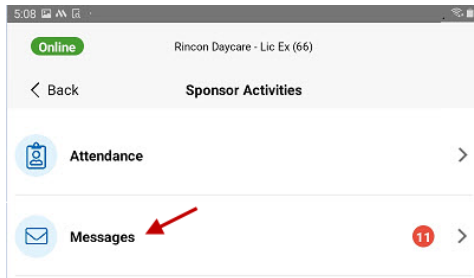 5:08
Online
Rincon Daycare - Lic Ex (66)
Back
Sponsor Activities
Attendance
Messages
11